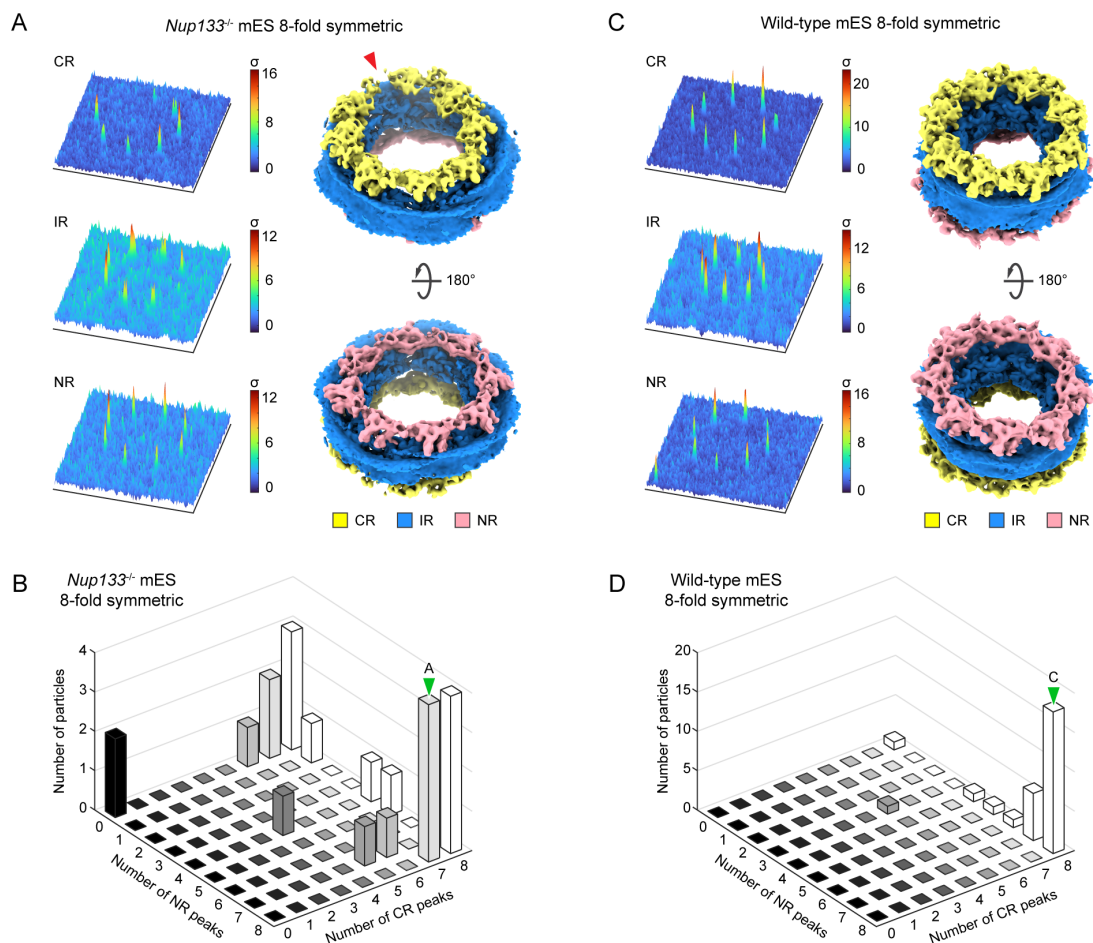 A
Nup133-/- mES 8-fold symmetric
CR
σ
16
8
0
IR
σ
12
6
0
180°
NR
σ
12
6
0
CR IR NR
C
Wild-type mES 8-fold symmetric
CR
σ
20
10
0
IR
σ
12
6
0
180°
NR
σ
16
8
0
CR IR NR
B
Nup133-/- mES
8-fold symmetric
A
Number of particles
4
3
2
1
0
0 1 2 3 4 5 6 7 8
Number of NR peaks
0 1 2 3 4 5 6 7 8
Number of CR peaks
D
Wild-type mES
8-fold symmetric
C
Number of particles
20
15
10
5
0
0 1 2 3 4 5 6 7 8
Number of NR peaks
0 1 2 3 4 5 6 7 8
Number of CR peaks